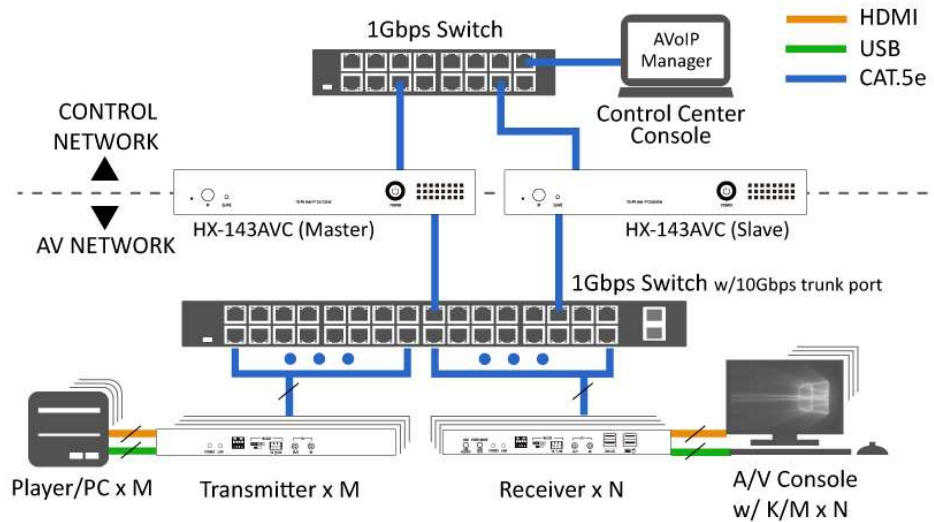 1Gbps Switch
HDMI
USB
CAT.5e
AVoIP
Manager
Control Center
Console
CONTROL
NETWORK
AV NETWORK
HX-143AVC (Master)
HX-143AVC (Slave)
1Gbps Switch w/10Gbps trunk port
Player/PC x M
Transmitter x M
Receiver x N
A/V Console
w/ K/M x N